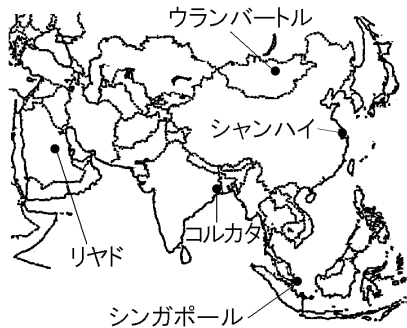 ウランバートル
シャンハイ
コルカタ
リヤド
シンガポール